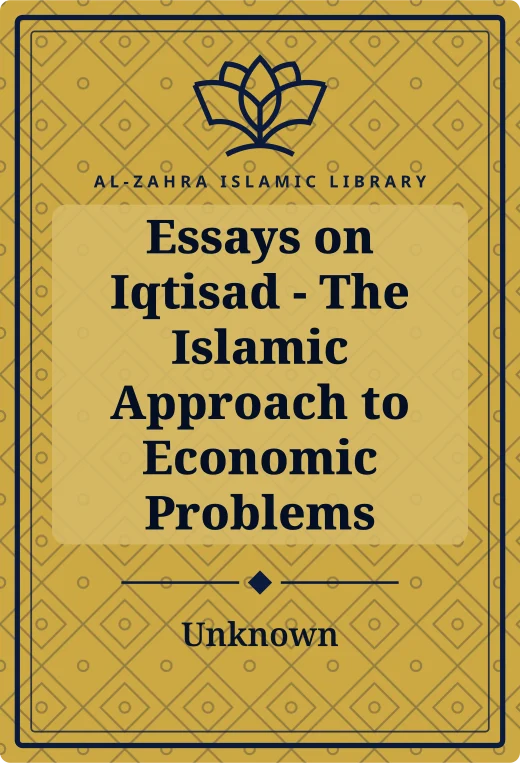 AL-ZAHRA ISLAMIC LIBRARY
Essays on
Iqtisad - The
Islamic
Approach to
Economic
Problems
Unknown